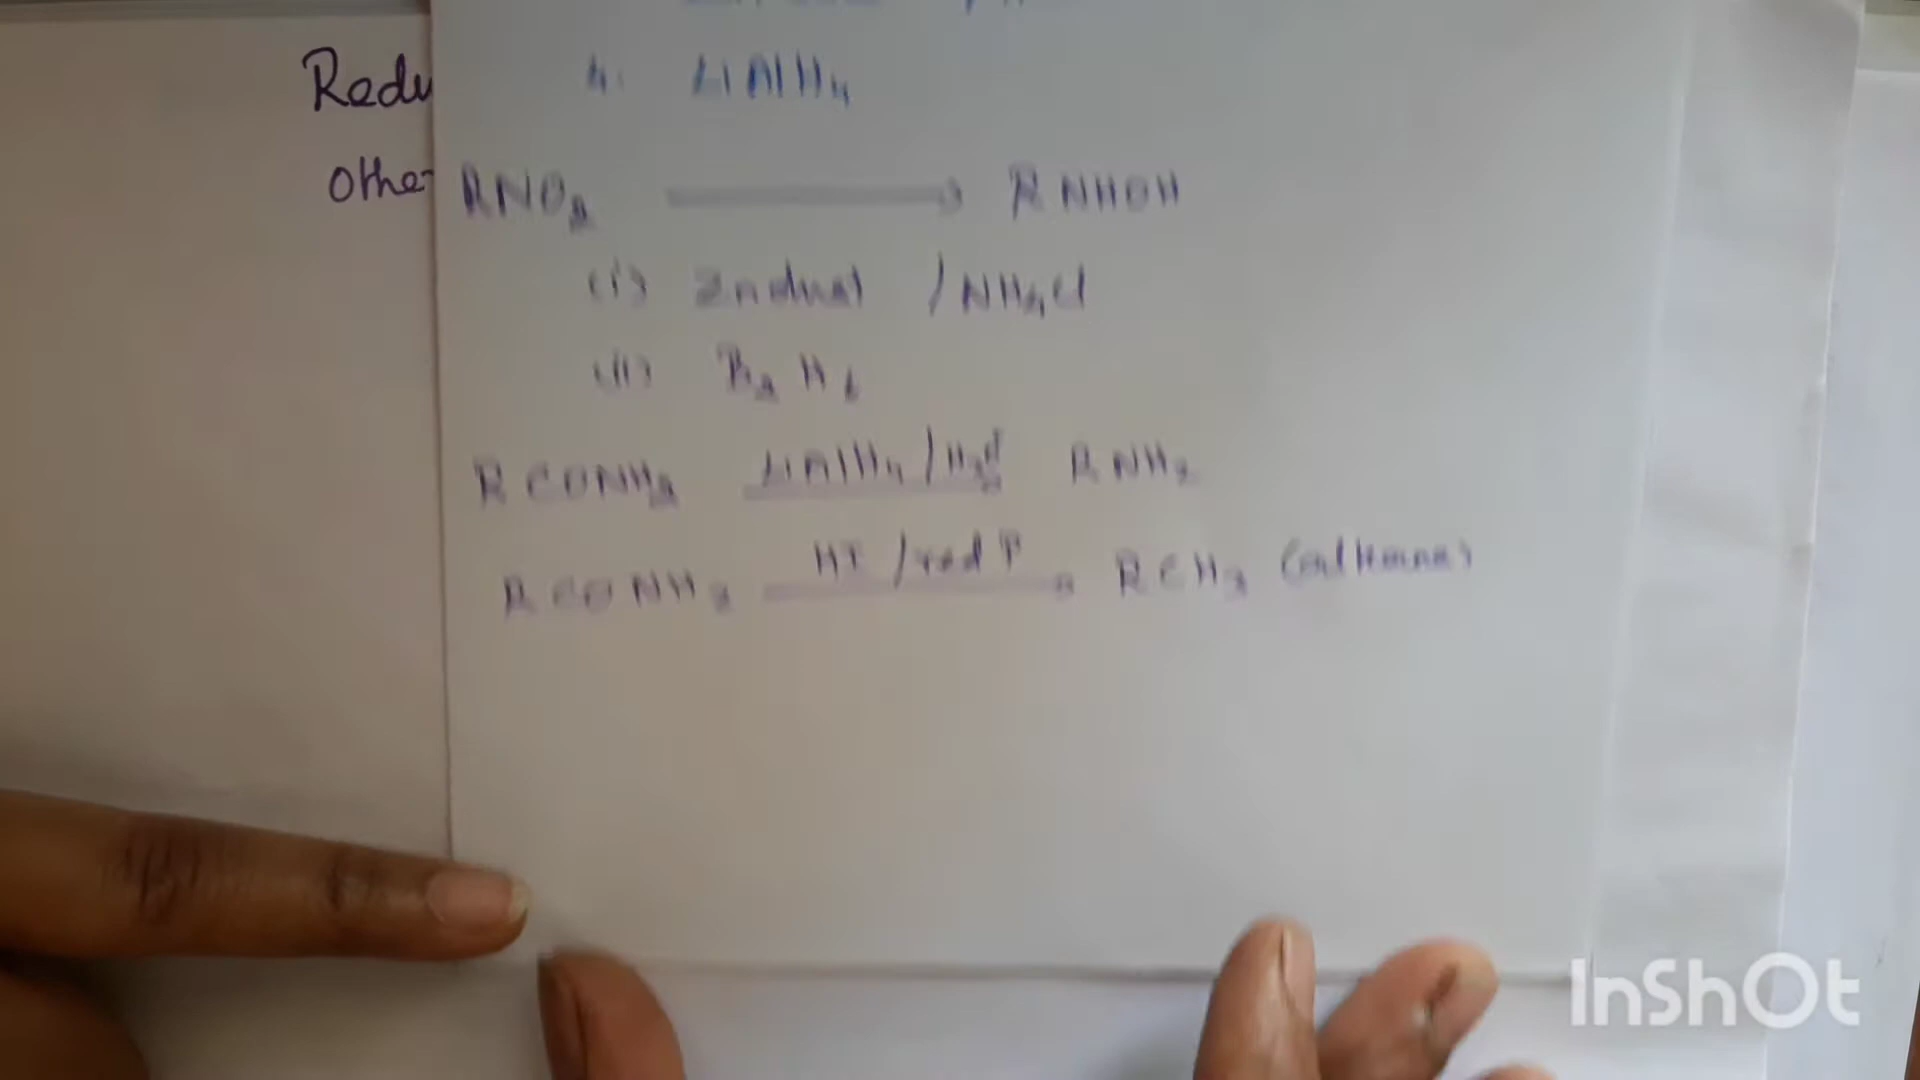 Redu
4. LiAlH4
Othe
RNO2 → RNHOH
(i) Zn dust / NH4Cl
(ii) B2H6
RCONH2 LiAlH4 / RNH2
RCONH2 HI / red P → RCH3 (alkane)
InShOt